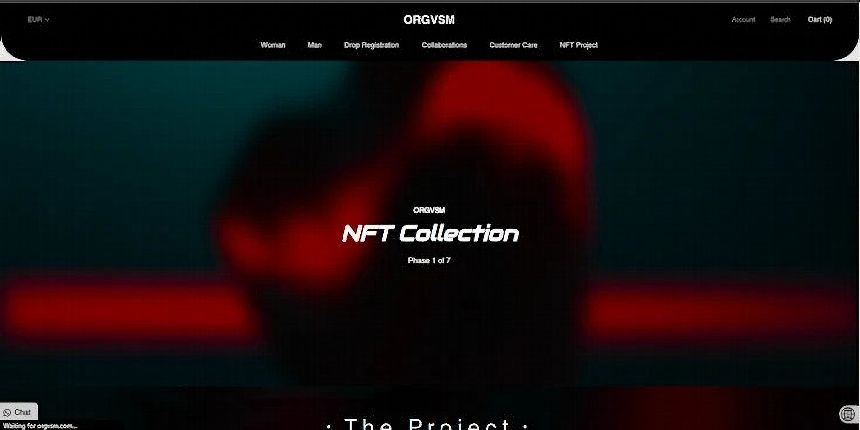 EUR
ORGVSM
Account Search Cart (0)
Woman Man Drop Registration Collaborations Customer Care NFT Project
ORGVSM
NFT Collection
Phase 1 of 7
Chat
Waiting for orgvsm.com...
· The Project ·